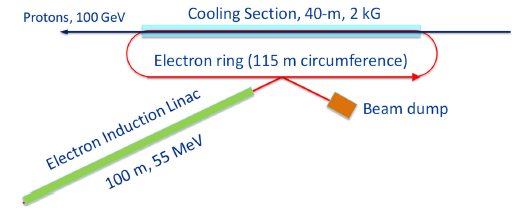 Protons, 100 GeV
Cooling Section, 40-m, 2 kG
Electron ring (115 m circumference)
Electron Induction Linac
100 m, 55 MeV
Beam dump